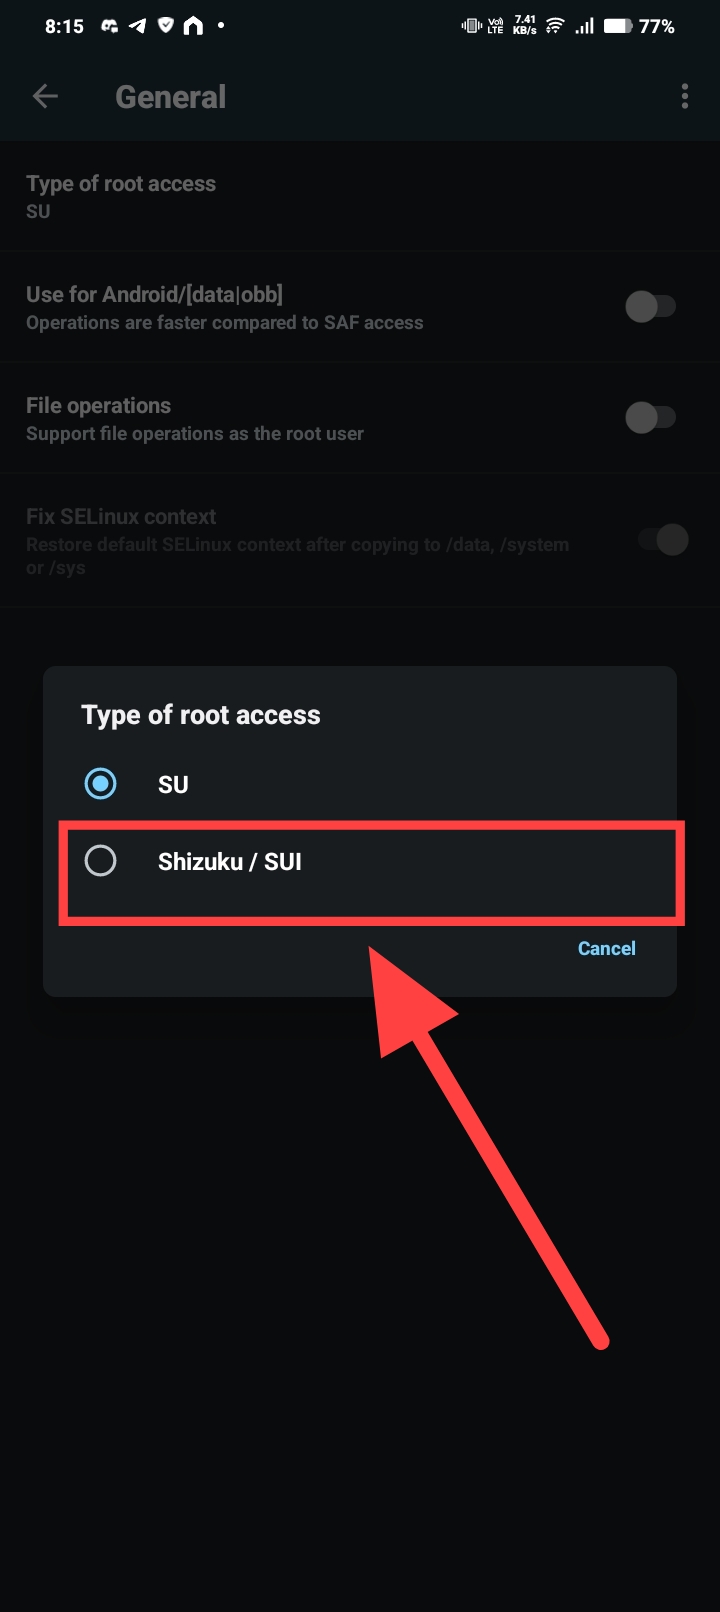 8:15
Vo))
LTE
7.41
KB/s
77%
General
Type of root access
SU
Use for Android/[data|obb]
Operations are faster compared to SAF access
File operations
Support file operations as the root user
Fix SELinux context
Restore default SELinux context after copying to /data, /system
or /sys
Type of root access
SU
Shizuku / SUI
Cancel